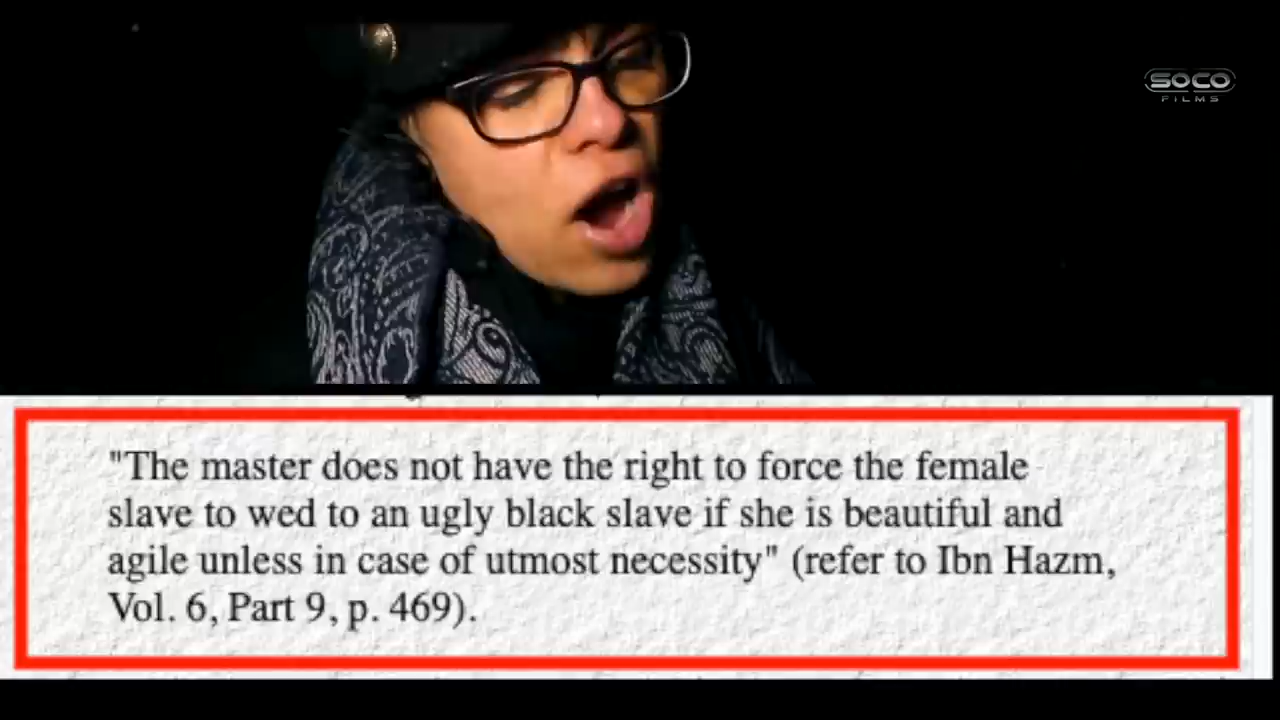 SOCO
FILMS
"The master does not have the right to force the female
slave to wed to an ugly black slave if she is beautiful and
agile unless in case of utmost necessity" (refer to Ibn Hazm,
Vol. 6, Part 9, p. 469).